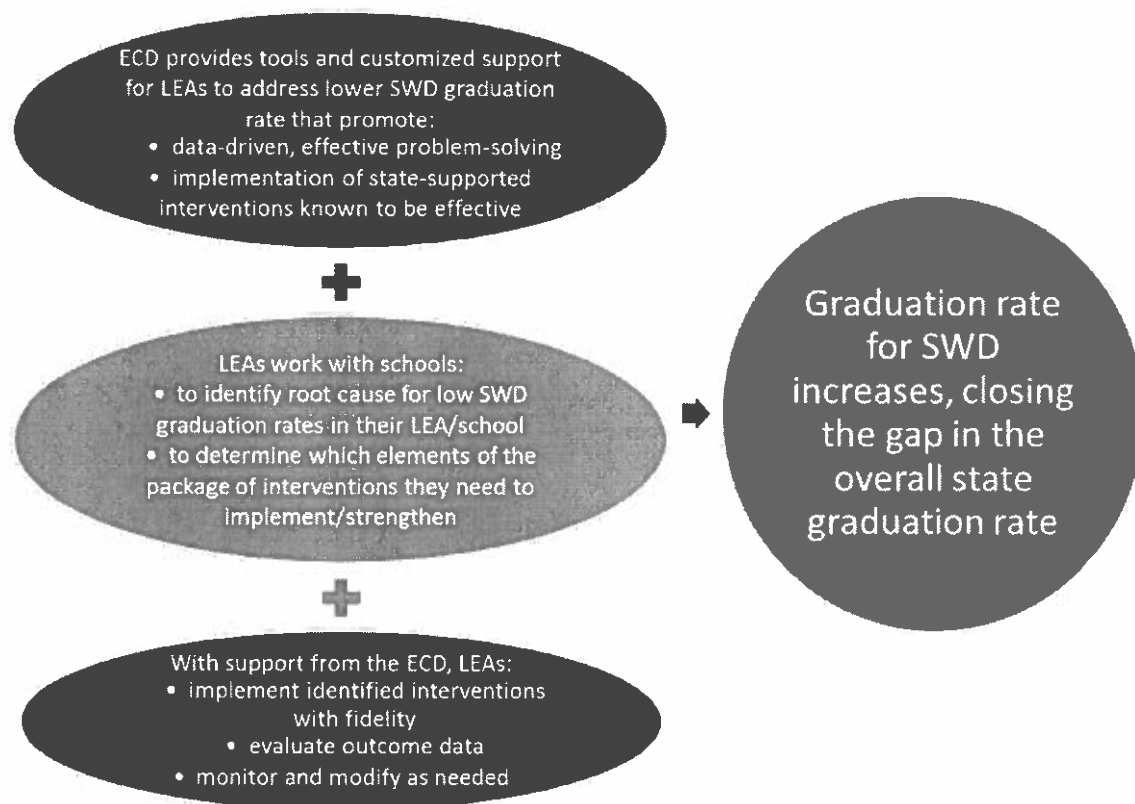 ECD provides tools and customized support
for LEAs to address lower SWD graduation
rate that promote:
• data-driven, effective problem-solving
• implementation of state-supported
interventions known to be effective
LEAs work with schools:
• to identify root cause for low SWD
graduation rates in their LEA/school
• to determine which elements of the
package of interventions they need to
implement/strengthen
With support from the ECD, LEAs:
• implement identified interventions
with fidelity
• evaluate outcome data
• monitor and modify as needed
Graduation rate
for SWD
increases, closing
the gap in the
overall state
graduation rate